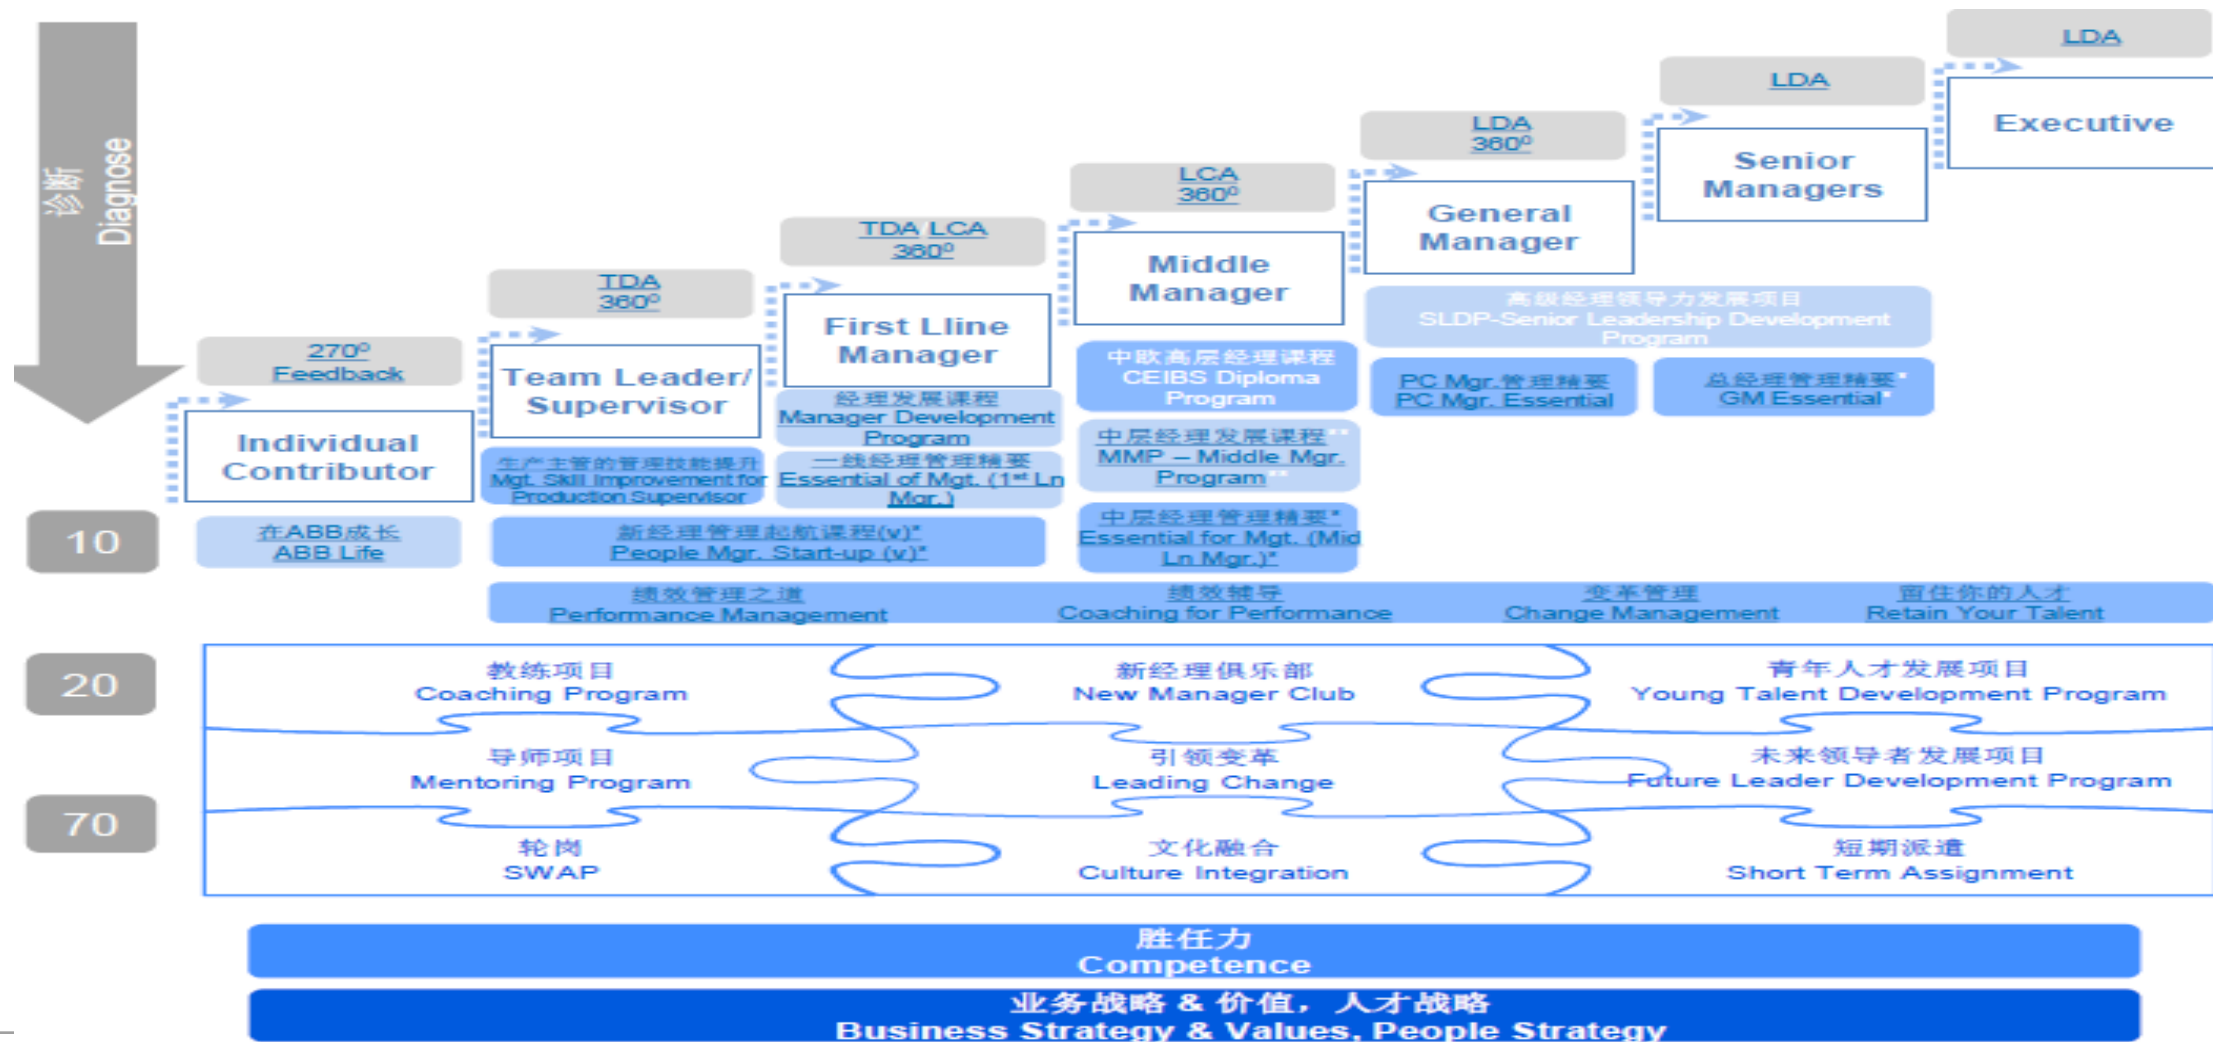 诊断
Diagnose
LDA
Executive
LDA
Senior
Managers
LDA
360⁰
General
Manager
LCA
360⁰
Middle
Manager
TDA LCA
360⁰
First Lline
Manager
TDA
360⁰
Team Leader/
Supervisor
270⁰
Feedback
Individual
Contributor
高级经理领导力发展项目
SLDP-Senior Leadership Development
Program
中欧高层经理课程
CEIBS Diploma
Program
PC Mgr.管理精要
PC Mgr. Essential
总经理管理精要*
GM Essential*
经理发展课程
Manager Development
Program
中层经理发展课程**
MMP – Middle Mgr.
Program**
生产主管的管理技能提升
Mgt. Skill Improvement for
Production Supervisor
一线经理管理精要
Essential of Mgt. (1st Ln
Mgr.)
10
在ABB成长
ABB Life
新经理管理起航课程(v)*
People Mgr. Start-up (v)*
中层经理管理精要*
Essential for Mgt. (Mid
Ln Mgr.)*
绩效管理之道
Performance Management
绩效辅导
Coaching for Performance
变革管理
Change Management
留住你的人才
Retain Your Talent
20
教练项目
Coaching Program
新经理俱乐部
New Manager Club
青年人才发展项目
Young Talent Development Program
导师项目
Mentoring Program
引领变革
Leading Change
未来领导者发展项目
Future Leader Development Program
70
轮岗
SWAP
文化融合
Culture Integration
短期派遣
Short Term Assignment
胜任力
Competence
业务战略 & 价值，人才战略
Business Strategy & Values, People Strategy